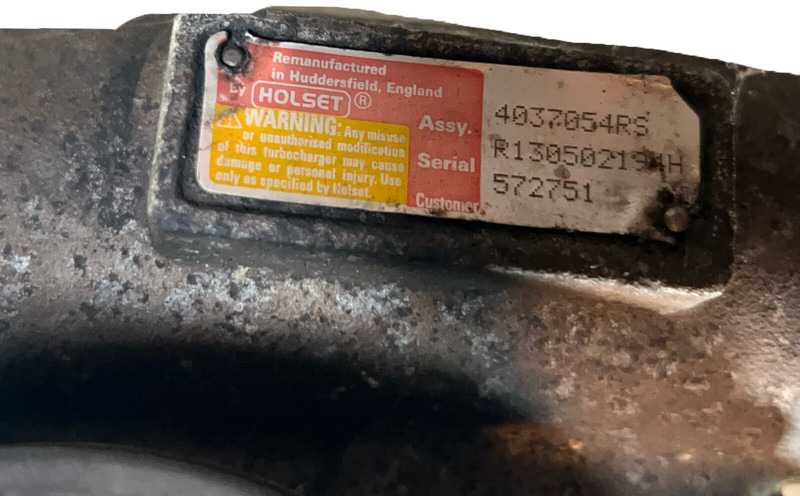 Remanufactured
in Huddersfield, England
by HOLSET ®
WARNING: Any misuse
or unauthorised modification
of this turbocharger may cause
damage or personal injury. Use
only as specified by Holset.
Assy. 4037054RS
Serial
Customer 572751